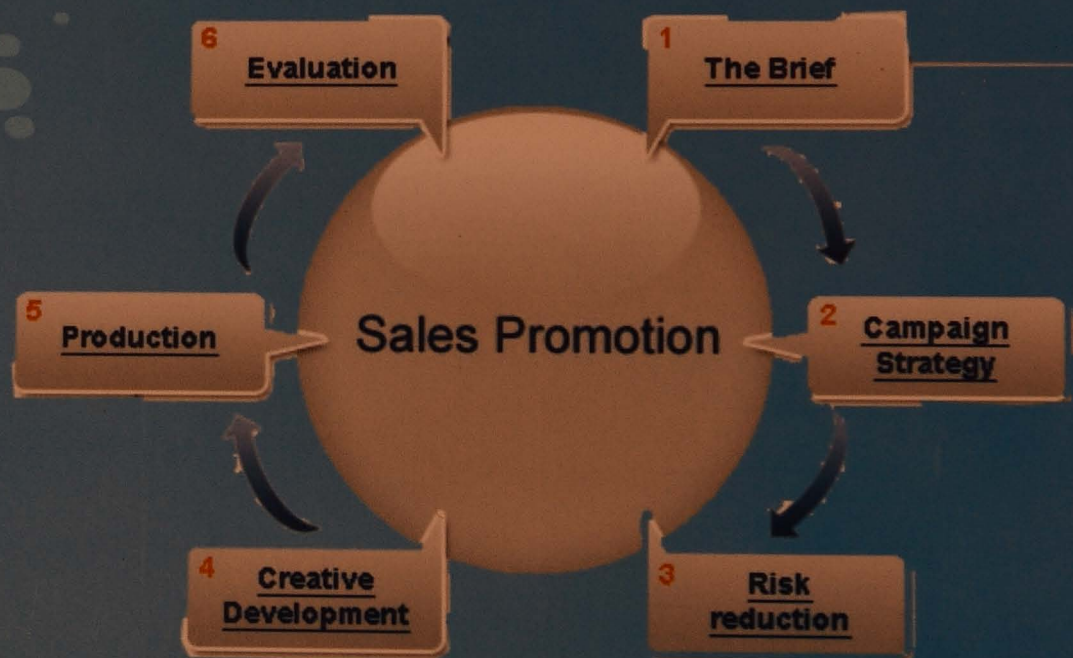 6
Evaluation
1
The Brief
5
Production
Sales Promotion
2
Campaign
Strategy
4
Creative
Development
3
Risk
reduction